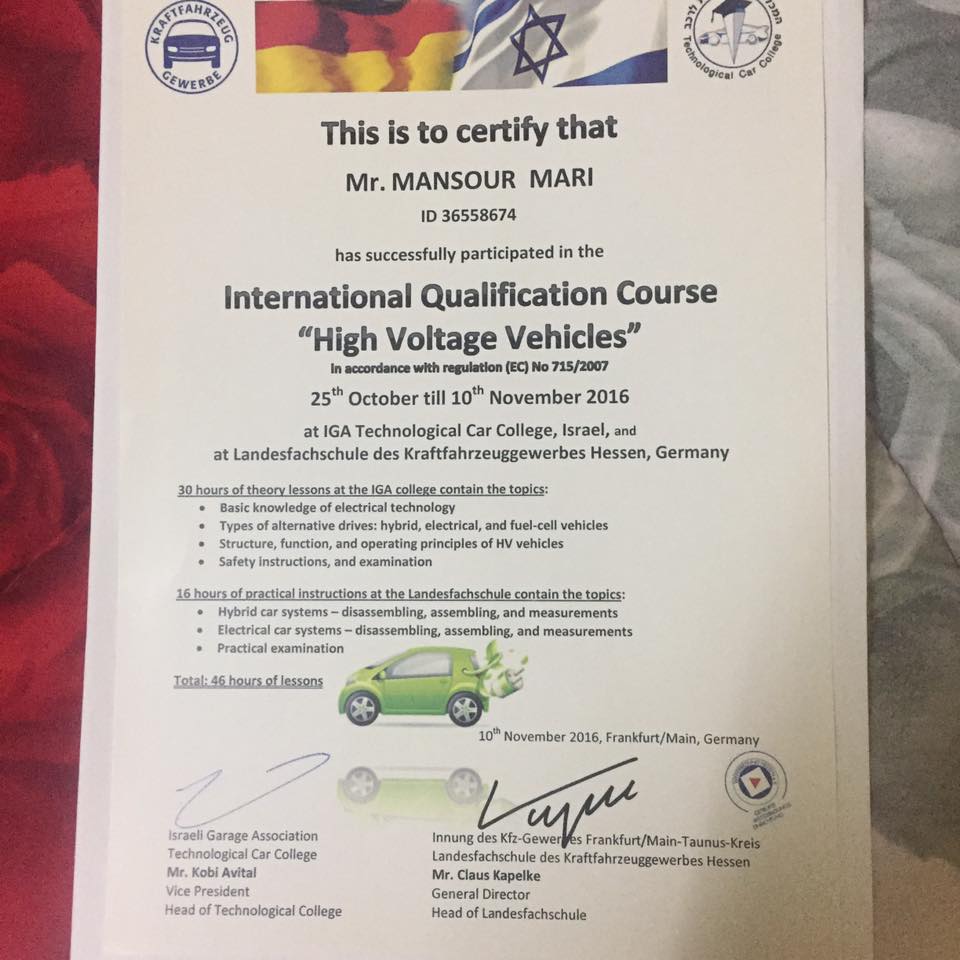 KRAFTFAHRZEUG
GEWERBE
Technological Car College
This is to certify that
Mr. MANSOUR MARI
ID 36558674
has successfully participated in the
International Qualification Course
“High Voltage Vehicles”
in accordance with regulation (EC) No 715/2007
25th October till 10th November 2016
at IGA Technological Car College, Israel, and
at Landesfachschule des Kraftfahrzeuggewerbes Hessen, Germany
30 hours of theory lessons at the IGA college contain the topics:
• Basic knowledge of electrical technology
• Types of alternative drives: hybrid, electrical, and fuel-cell vehicles
• Structure, function, and operating principles of HV vehicles
• Safety instructions, and examination
16 hours of practical instructions at the Landesfachschule contain the topics:
• Hybrid car systems – disassembling, assembling, and measurements
• Electrical car systems – disassembling, assembling, and measurements
• Practical examination
Total: 46 hours of lessons
10th November 2016, Frankfurt/Main, Germany
Israeli Garage Association
Technological Car College
Mr. Kobi Avital
Vice President
Head of Technological College
Innung des Kfz-Gewerbes Frankfurt/Main-Taunus-Kreis
Landesfachschule des Kraftfahrzeuggewerbes Hessen
Mr. Claus Kapelke
General Director
Head of Landesfachschule